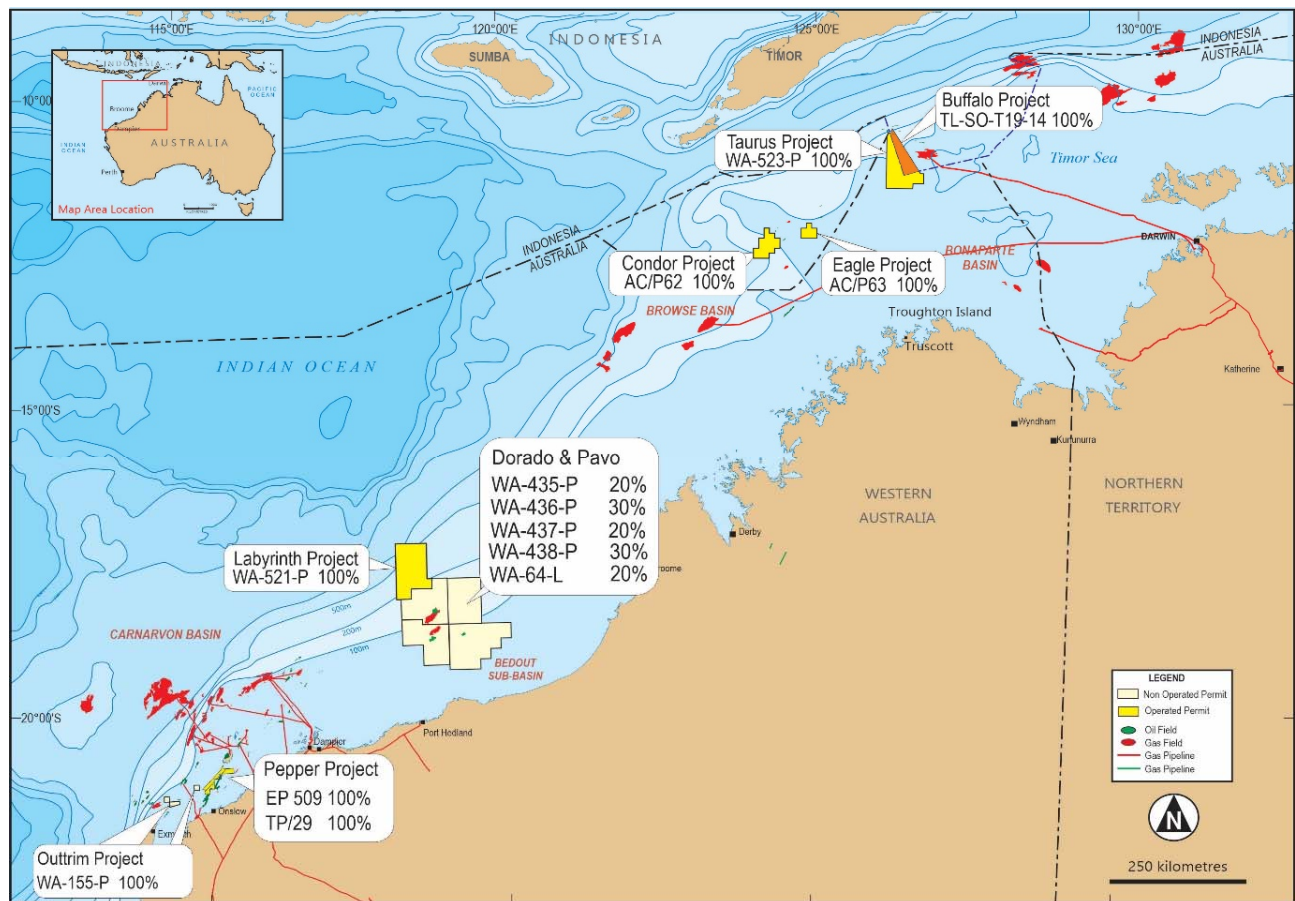 115°00'E
120°00'E
125°00'E
130°00'E
INDONESIA
SUMBA
TIMOR
INDONESIA
AUSTRALIA
INDONESIA
Darwin
Broome
Dampier
PACIFIC
OCEAN
INDIAN
OCEAN
AUSTRALIA
Perth
Map Area Location
10°00'S
Buffalo Project
TL-SO-T19-14 100%
Taurus Project
WA-523-P 100%
Timor Sea
INDONESIA
AUSTRALIA
Condor Project
AC/P62 100%
Eagle Project
AC/P63 100%
BONAPARTE
BASIN
DARWIN
BROWSE BASIN
Troughton Island
Truscott
INDIAN OCEAN
Katherine
15°00'S
Wyndham
Kununurra
Dorado & Pavo
WA-435-P 20%
WA-436-P 30%
WA-437-P 20%
WA-438-P 30%
WA-64-L 20%
WESTERN
AUSTRALIA
NORTHERN
TERRITORY
Derby
roome
Labyrinth Project
WA-521-P 100%
500m
200m
100m
CARNARVON BASIN
BEDOUT
SUB-BASIN
20°00'S
Dampier
Port Hedland
Pepper Project
EP 509 100%
TP/29 100%
Onslow
Exmouth
Outtrim Project
WA-155-P 100%
LEGEND
Non Operated Permit
Operated Permit
Oil Field
Gas Field
Gas Pipeline
Gas Pipeline
N
250 kilometres